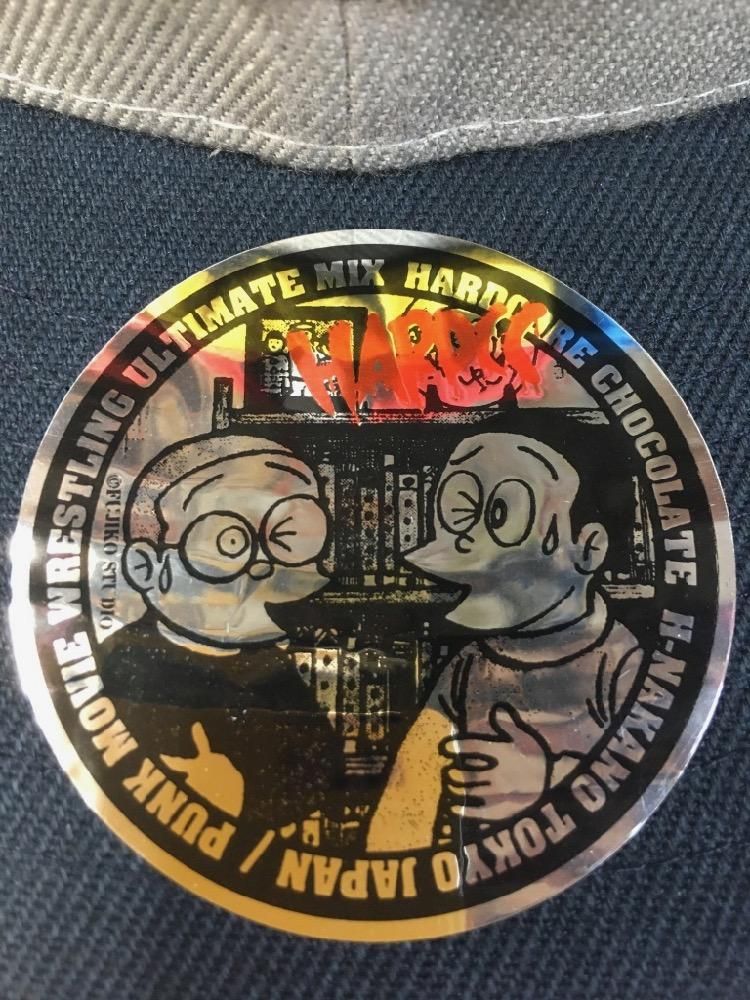 HARDCORE CHOCOLATE H-NAKANO TOKYO JAPAN / PUNK MOVIE WRESTLING ULTIMATE MIX
HARDCC
©FUJIKO STUDIO